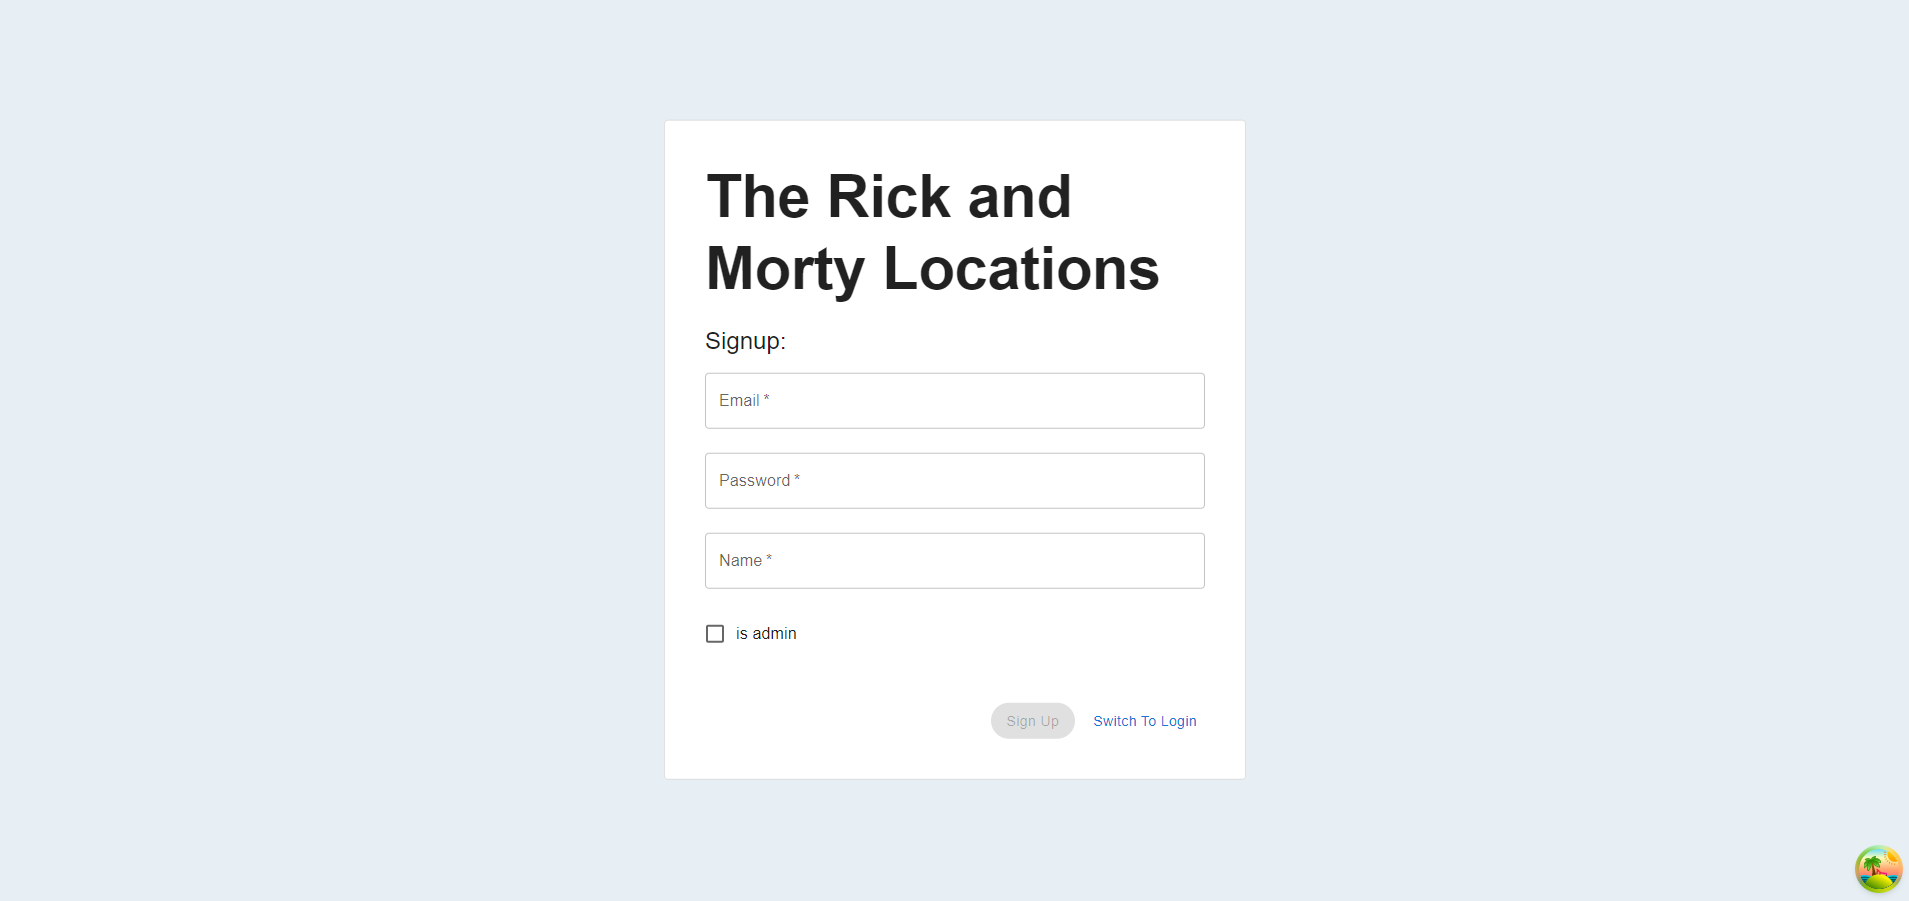 The Rick and
Morty Locations
Signup:
Email *
Password *
Name *
is admin
Sign Up
Switch To Login